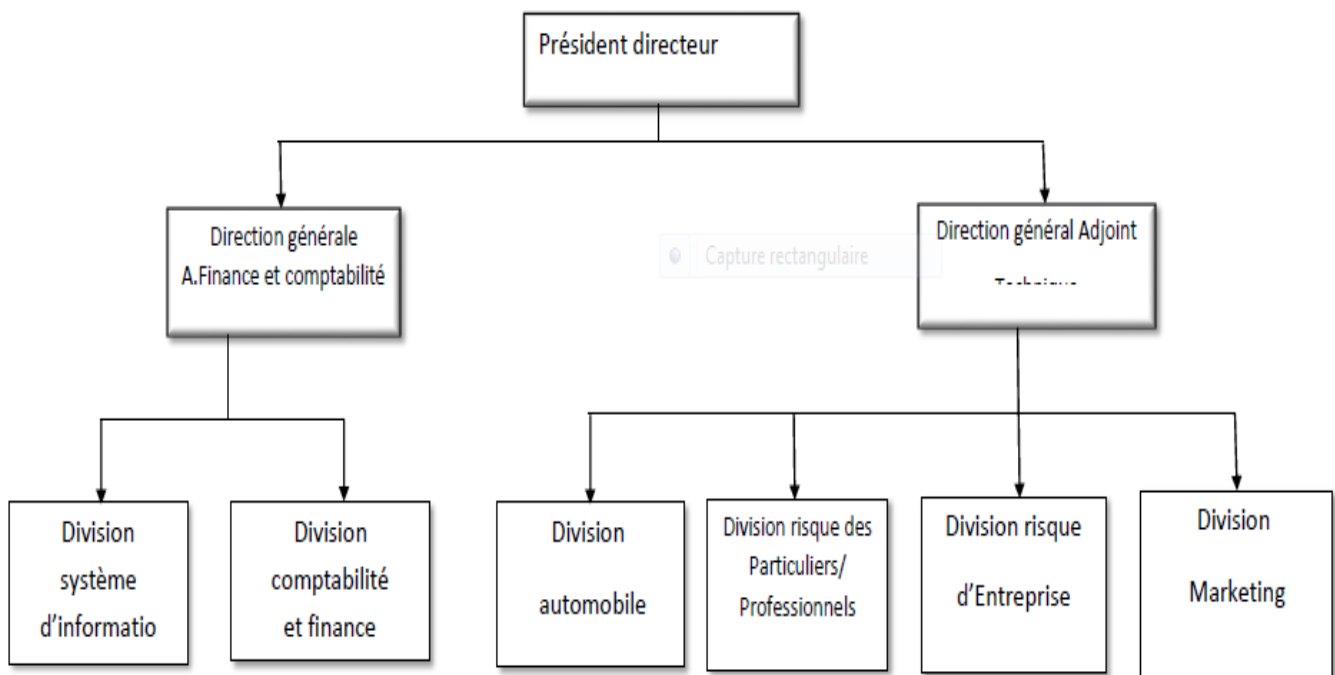 Président directeur
Direction générale
A.Finance et comptabilité
Direction général Adjoint
Capture rectangulaire
Division
système
d'informatio
Division
comptabilité
et finance
Division
automobile
Division risque des
Particuliers/
Professionnels
Division risque
d'Entreprise
Division
Marketing